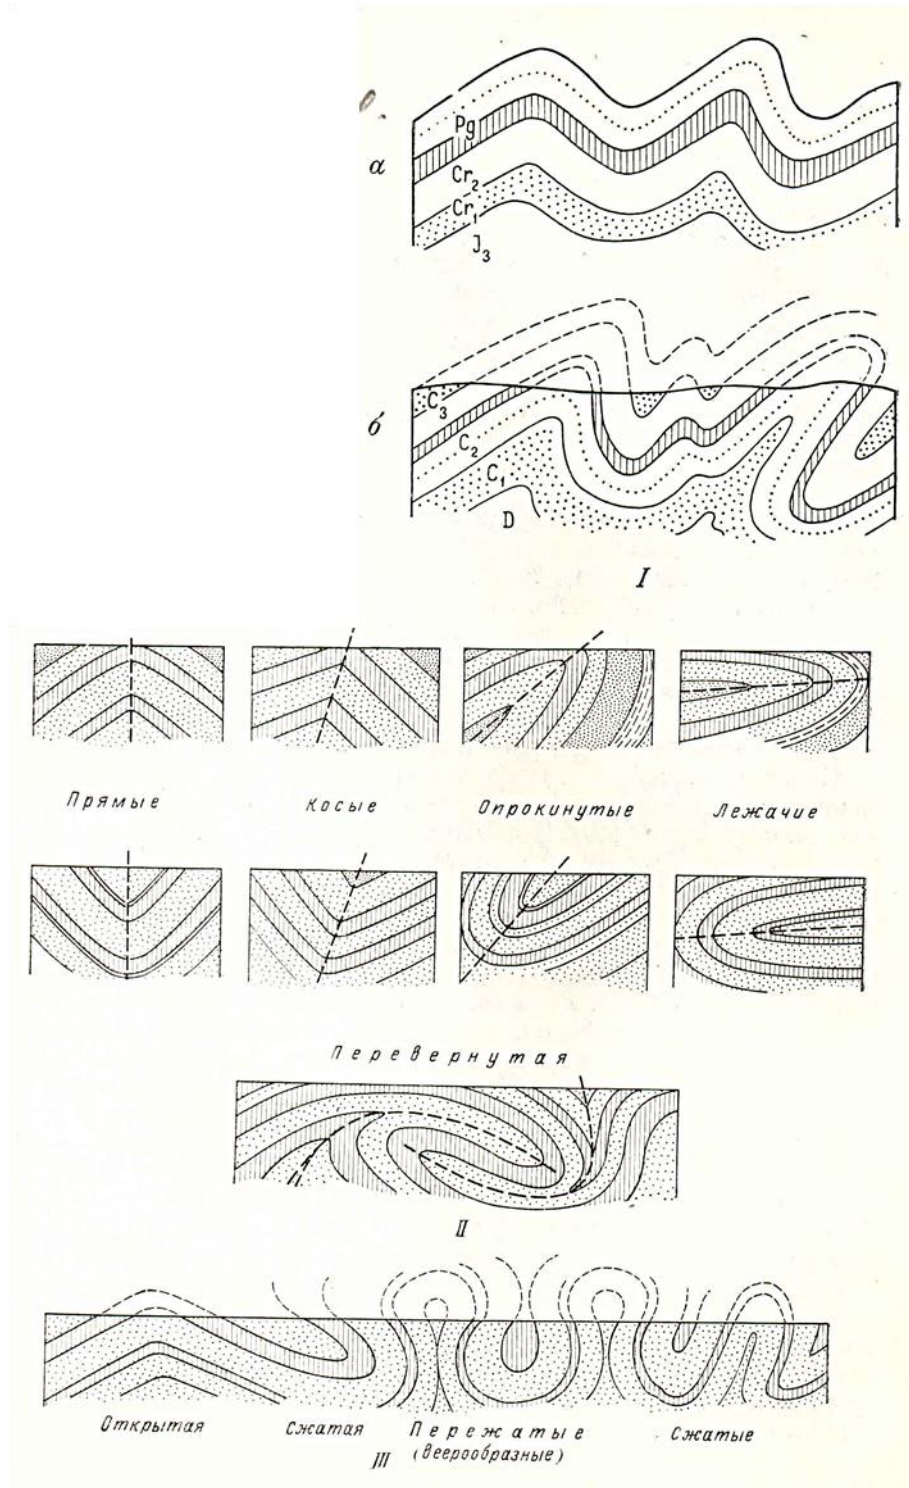 а
Pg
Cr₂
Cr₁
J₃
б
C₃
C₂
C₁
D
I
Прямые
Косые
Опрокинутые
Лежачие
Перевернутая
II
Открытая
Сжатая
Пережатые
(веерообразные)
Сжатые
III